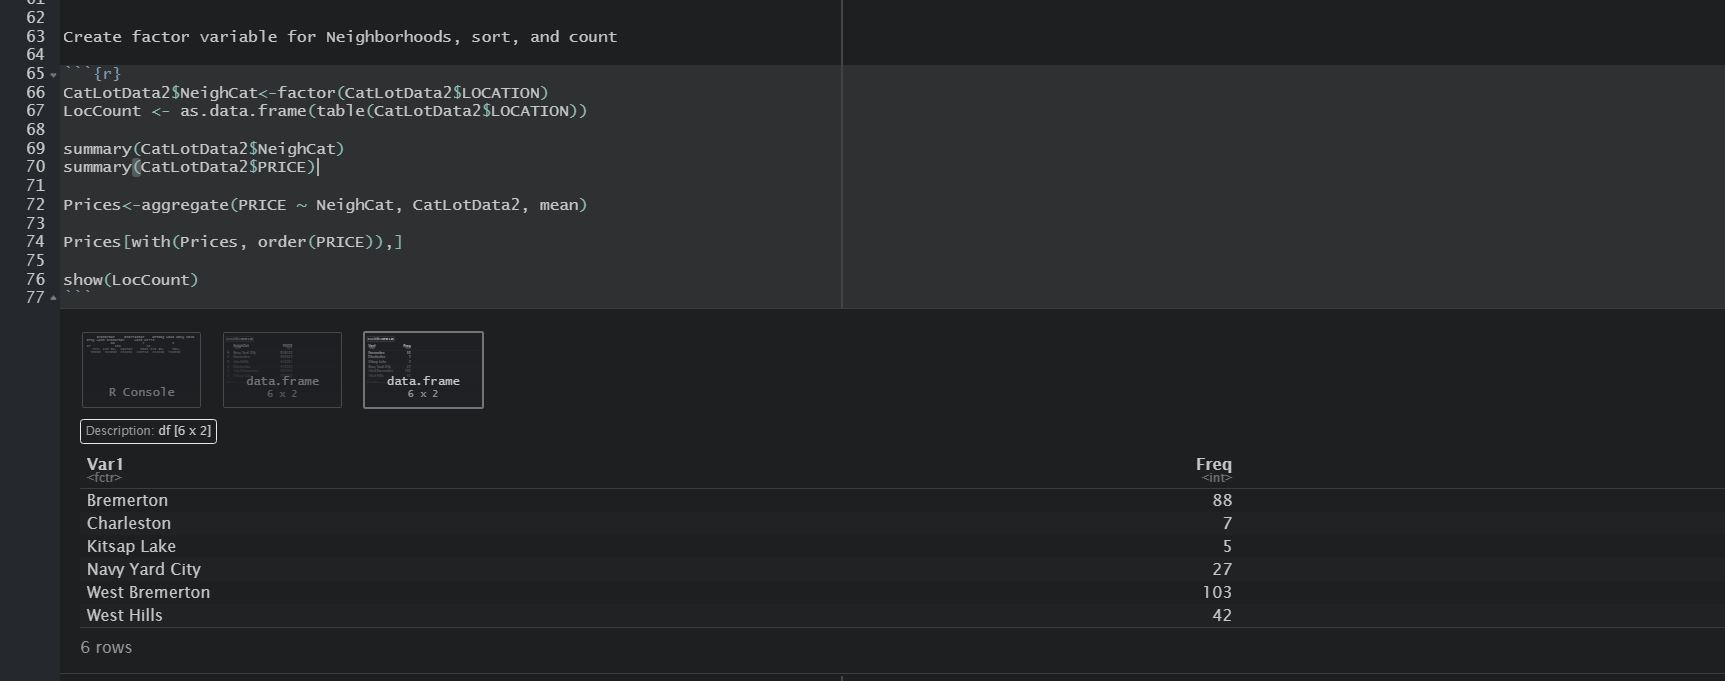 61
62
63 Create factor variable for Neighborhoods, sort, and count
64
65 ```{r}
66 CatLotData2$NeighCat<-factor(CatLotData2$LOCATION)
67 LocCount <- as.data.frame(table(CatLotData2$LOCATION))
68
69 summary(CatLotData2$NeighCat)
70 summary(CatLotData2$PRICE)
71
72 Prices<-aggregate(PRICE ~ NeighCat, CatLotData2, mean)
73
74 Prices[with(Prices, order(PRICE)),]
75
76 show(LocCount)
77 ```
R Console
data.frame
6 x 2
data.frame
6 x 2
Description: df [6 x 2]
Var1 Freq
<fctr> <int>
Bremerton 88
Charleston 7
Kitsap Lake 5
Navy Yard City 27
West Bremerton 103
West Hills 42
6 rows